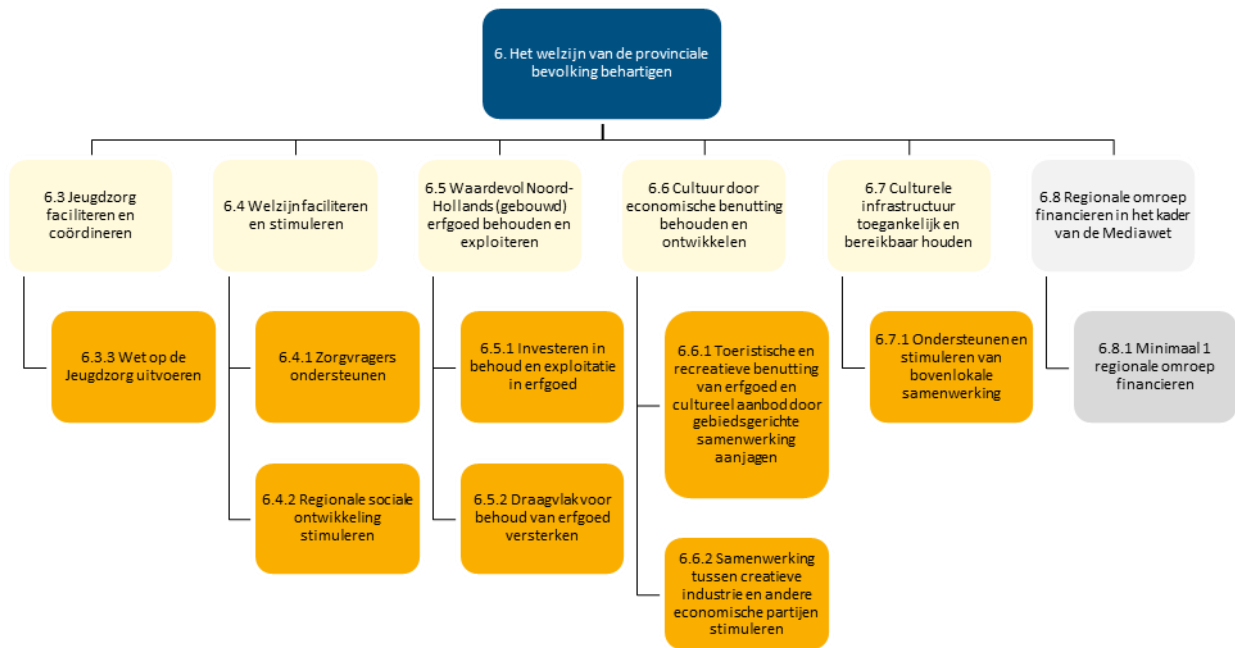 6. Het welzijn van de provinciale
bevolking behartigen
6.3 Jeugdzorg
faciliteren en
coördineren
6.4 Welzijn faciliteren
en stimuleren
6.5 Waardevol Noord-
Hollands (gebouwd)
erfgoed behouden en
exploiteren
6.6 Cultuur door
economische benutting
behouden en
ontwikkelen
6.7 Culturele
infrastructuur
toegankelijk en
bereikbaar houden
6.8 Regionale omroep
financieren in het kader
van de Mediawet
6.3.3 Wet op de
Jeugdzorg uitvoeren
6.4.1 Zorgvragers
ondersteunen
6.5.1 Investeren in
behoud en exploitatie
in erfgoed
6.6.1 Toeristische en
recreatieve benutting
van erfgoed en
cultureel aanbod door
gebiedsgerichte
samenwerking
aanjagen
6.7.1 Ondersteunen en
stimuleren van
bovenlokale
samenwerking
6.8.1 Minimaal 1
regionale omroep
financieren
6.4.2 Regionale sociale
ontwikkeling
stimuleren
6.5.2 Draagvlak voor
behoud van erfgoed
versterken
6.6.2 Samenwerking
tussen creatieve
industrie en andere
economische partijen
stimuleren